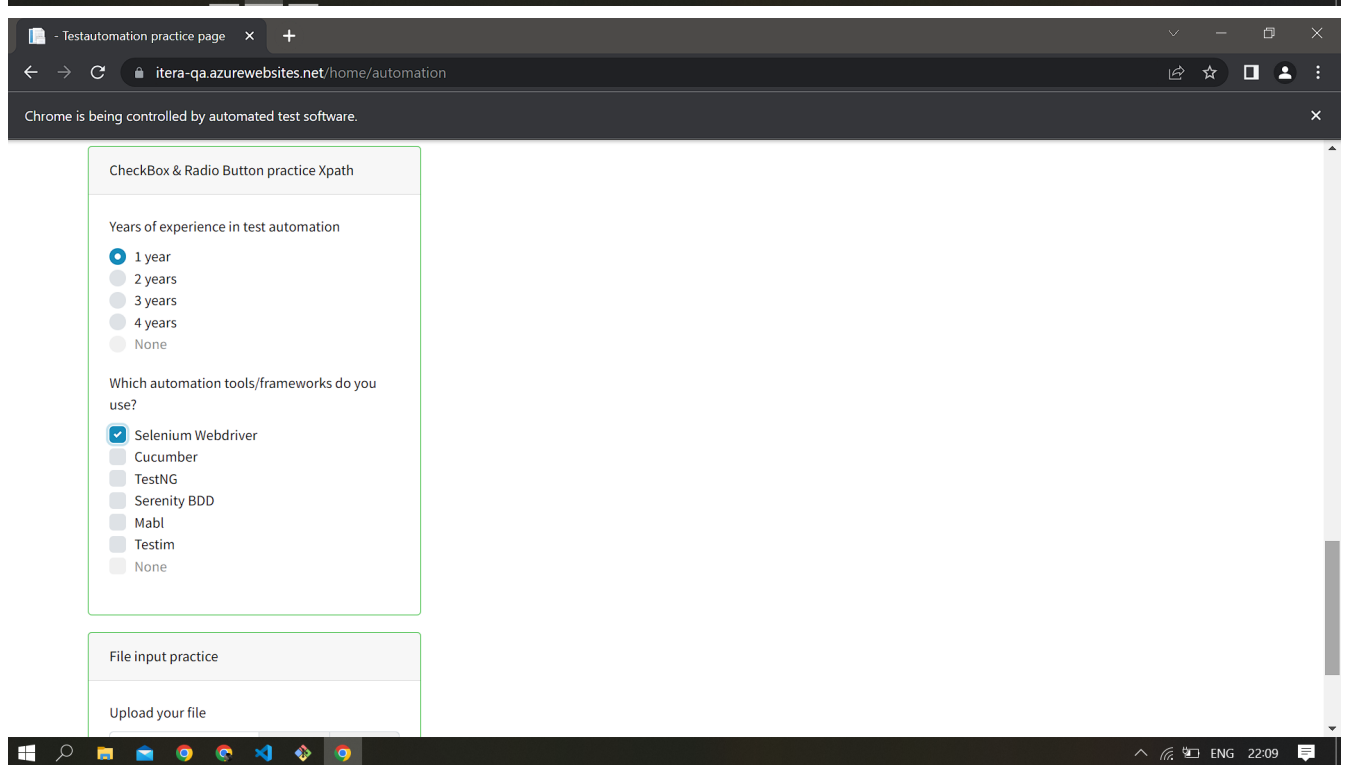 - Testautomation practice page
itera-qa.azurewebsites.net/home/automation
Chrome is being controlled by automated test software.
CheckBox & Radio Button practice Xpath
Years of experience in test automation
1 year
2 years
3 years
4 years
None
Which automation tools/frameworks do you
use?
Selenium Webdriver
Cucumber
TestNG
Serenity BDD
Mabl
Testim
None
File input practice
Upload your file
ENG 22:09